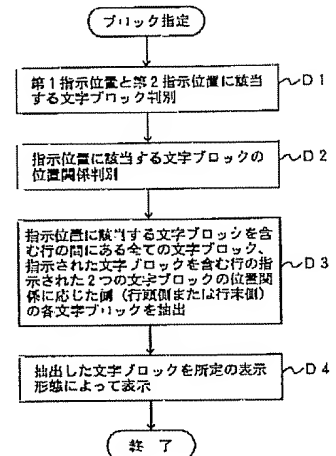 ブロック指定
第1指示位置と第2指示位置に該当
する文字ブロック判別
D1
指示位置に該当する文字ブロックの
位置関係判別
D2
指示位置に該当する文字ブロックを含
む行の間にある全ての文字ブロック、
指示された文字ブロックを含む行の指
示された2つの文字ブロックの位置関
係に応じた側（行頭側または行末側）
の各文字ブロックを抽出
D3
抽出した文字ブロックを所定の表示
形態によって表示
D4
終了